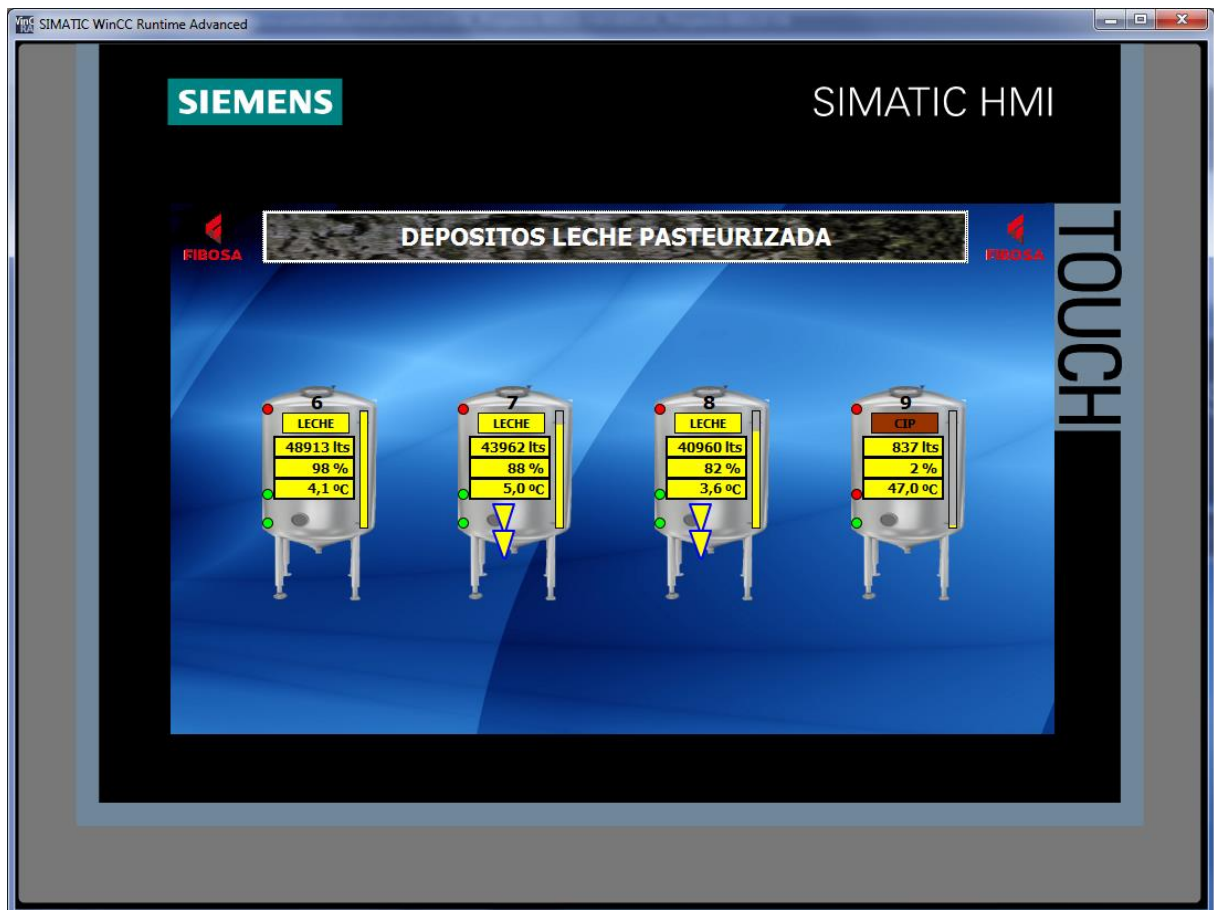 SIMATIC WinCC Runtime Advanced
SIEMENS
SIMATIC HMI
TOUCH
FIBOSA
DEPOSITOS LECHE PASTEURIZADA
FIBOSA
6
LECHE
48913 lts
98 %
4,1 ºC
7
LECHE
43962 lts
88 %
5,0 ºC
8
LECHE
40960 lts
82 %
3,6 ºC
9
CIP
837 lts
2 %
47,0 ºC